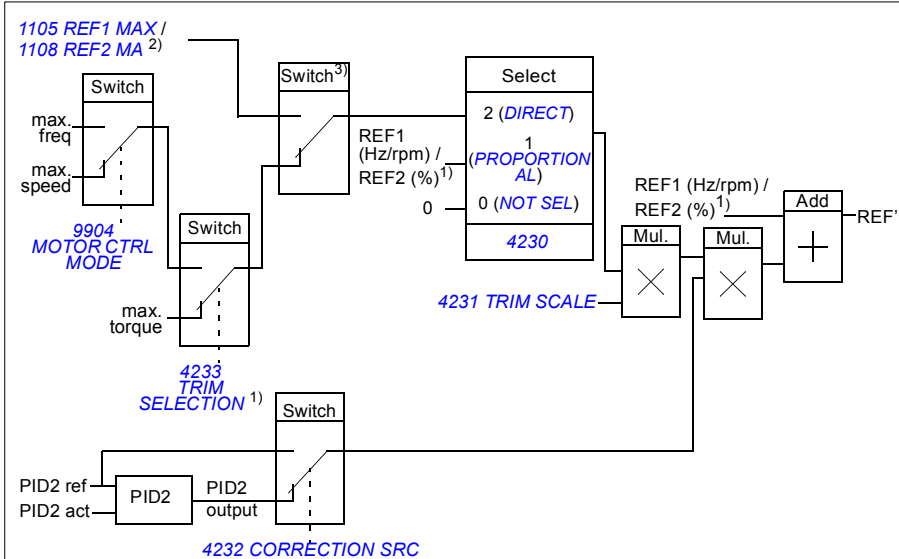 1105 REF1 MAX /
1108 REF2 MA 2)
Switch
max.
freq
max.
speed
9904
MOTOR CTRL
MODE
Switch
max.
torque
4233
TRIM
SELECTION 1)
Switch3)
REF1
(Hz/rpm) /
REF2 (%)1)
0
Select
2 (DIRECT)
1
(PROPORTION
AL)
0 (NOT SEL)
4230
4231 TRIM SCALE
Mul.
REF1 (Hz/rpm) /
REF2 (%)1)
Mul.
Add
+
REF'
PID2 ref
PID2 act
PID2
PID2
output
Switch
4232 CORRECTION SRC